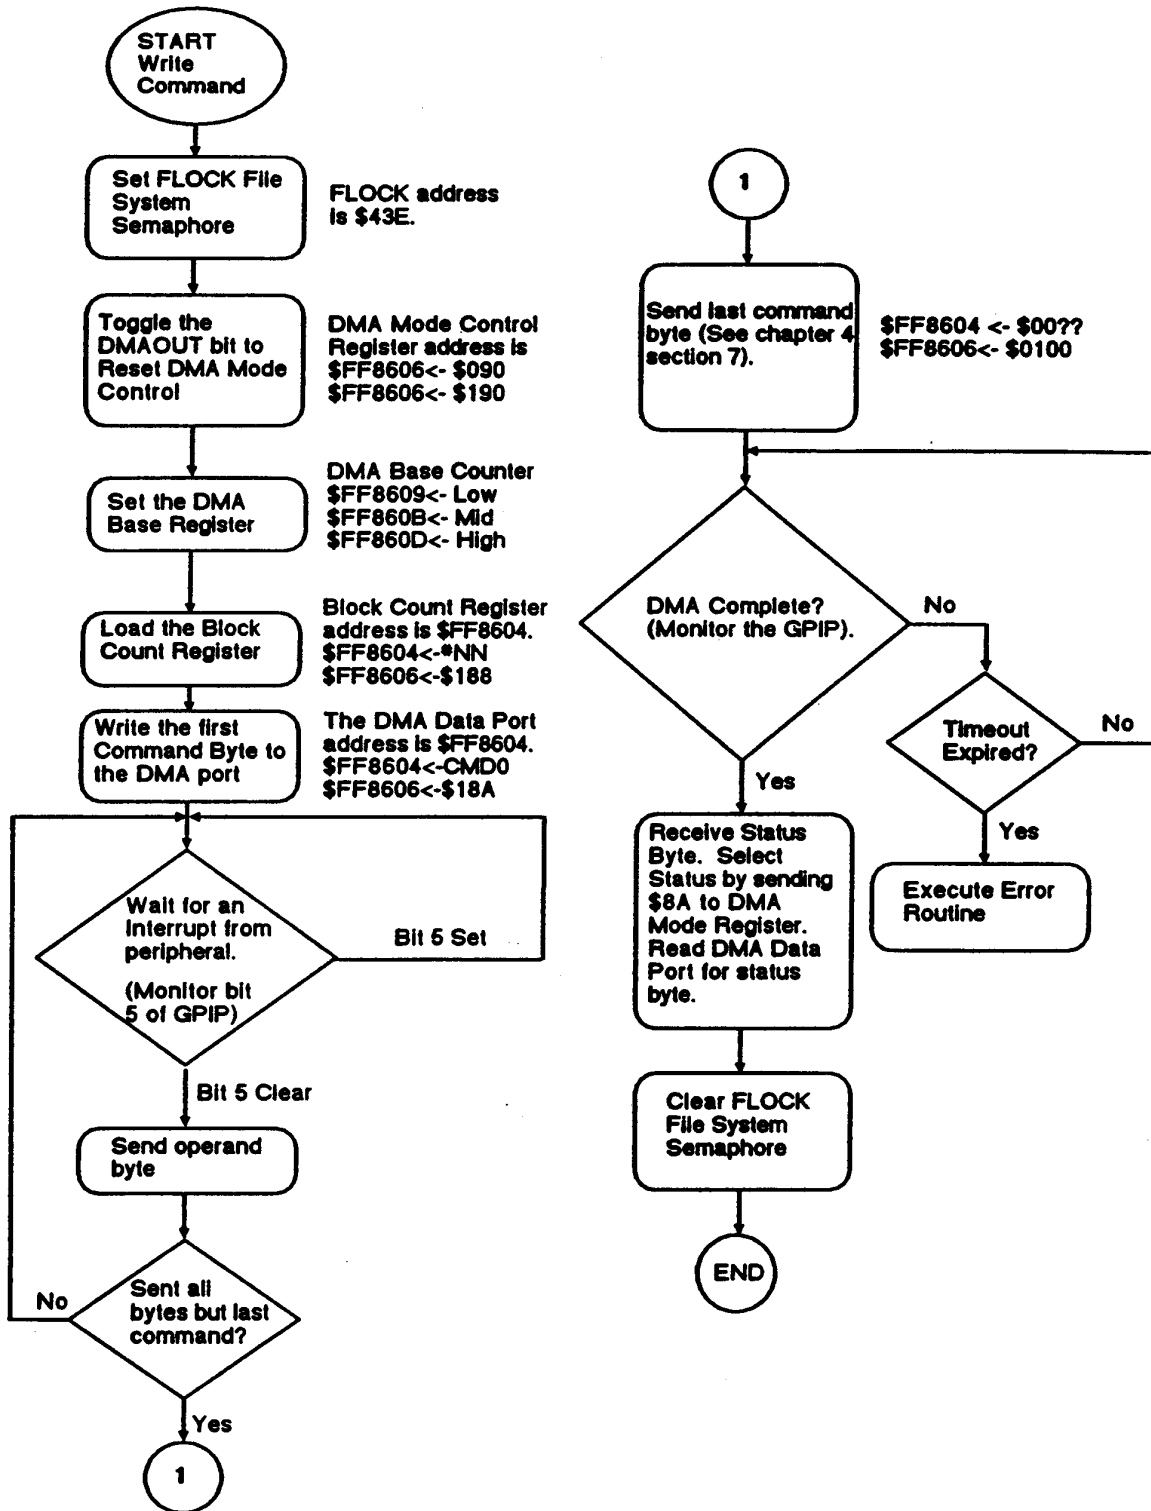 START
Write
Command
Set FLOCK File
System
Semaphore
FLOCK address
is $43E.
Toggle the
DMAOUT bit to
Reset DMA Mode
Control
DMA Mode Control
Register address is
$FF8606<- $090
$FF8606<- $190
Set the DMA
Base Register
DMA Base Counter
$FF8609<- Low
$FF860B<- Mid
$FF860D<- High
Load the Block
Count Register
Block Count Register
address is $FF8604.
$FF8604<-#NN
$FF8606<-$188
Write the first
Command Byte to
the DMA port
The DMA Data Port
address is $FF8604.
$FF8604<-CMD0
$FF8606<-$18A
Wait for an
Interrupt from
peripheral.
(Monitor bit
5 of GPIP)
Bit 5 Set
Bit 5 Clear
Send operand
byte
Sent all
bytes but last
command?
No
Yes
1
1
Send last command
byte (See chapter 4
section 7).
$FF8604 <- $00??
$FF8606<- $0100
DMA Complete?
(Monitor the GPIP).
No
Timeout
Expired?
No
Yes
Execute Error
Routine
Yes
Receive Status
Byte. Select
Status by sending
$8A to DMA
Mode Register.
Read DMA Data
Port for status
byte.
Clear FLOCK
File System
Semaphore
END